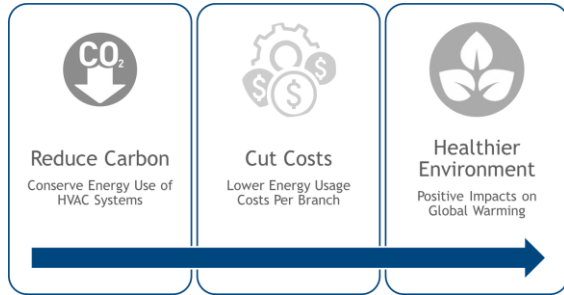 CO₂
Reduce Carbon
Conserve Energy Use of
HVAC Systems
$ $ $
Cut Costs
Lower Energy Usage
Costs Per Branch
Healthier
Environment
Positive Impacts on
Global Warming